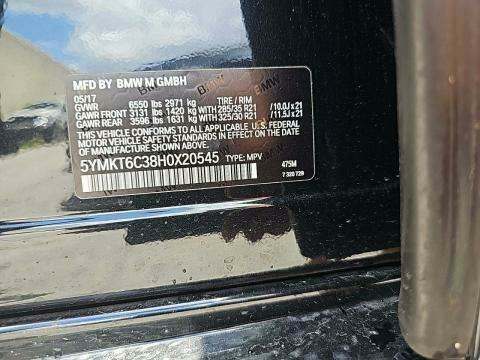 MFD BY BMW M GMBH
05/17
GVWR 6550 lbs 2971 kg TIRE / RIM
GAWR FRONT 3131 lbs 1420 kg WITH 285/35 R21 /10.0J x 21
GAWR REAR 3596 lbs 1631 kg WITH 325/30 R21 /11.5J x 21
THIS VEHICLE CONFORMS TO ALL APPLICABLE U.S. FEDERAL
MOTOR VEHICLE SAFETY STANDARDS IN EFFECT ON THE
DATE OF MANUFACTURE SHOWN ABOVE.
5YMKT6C38H0X20545 TYPE: MPV
475M
7 320 729